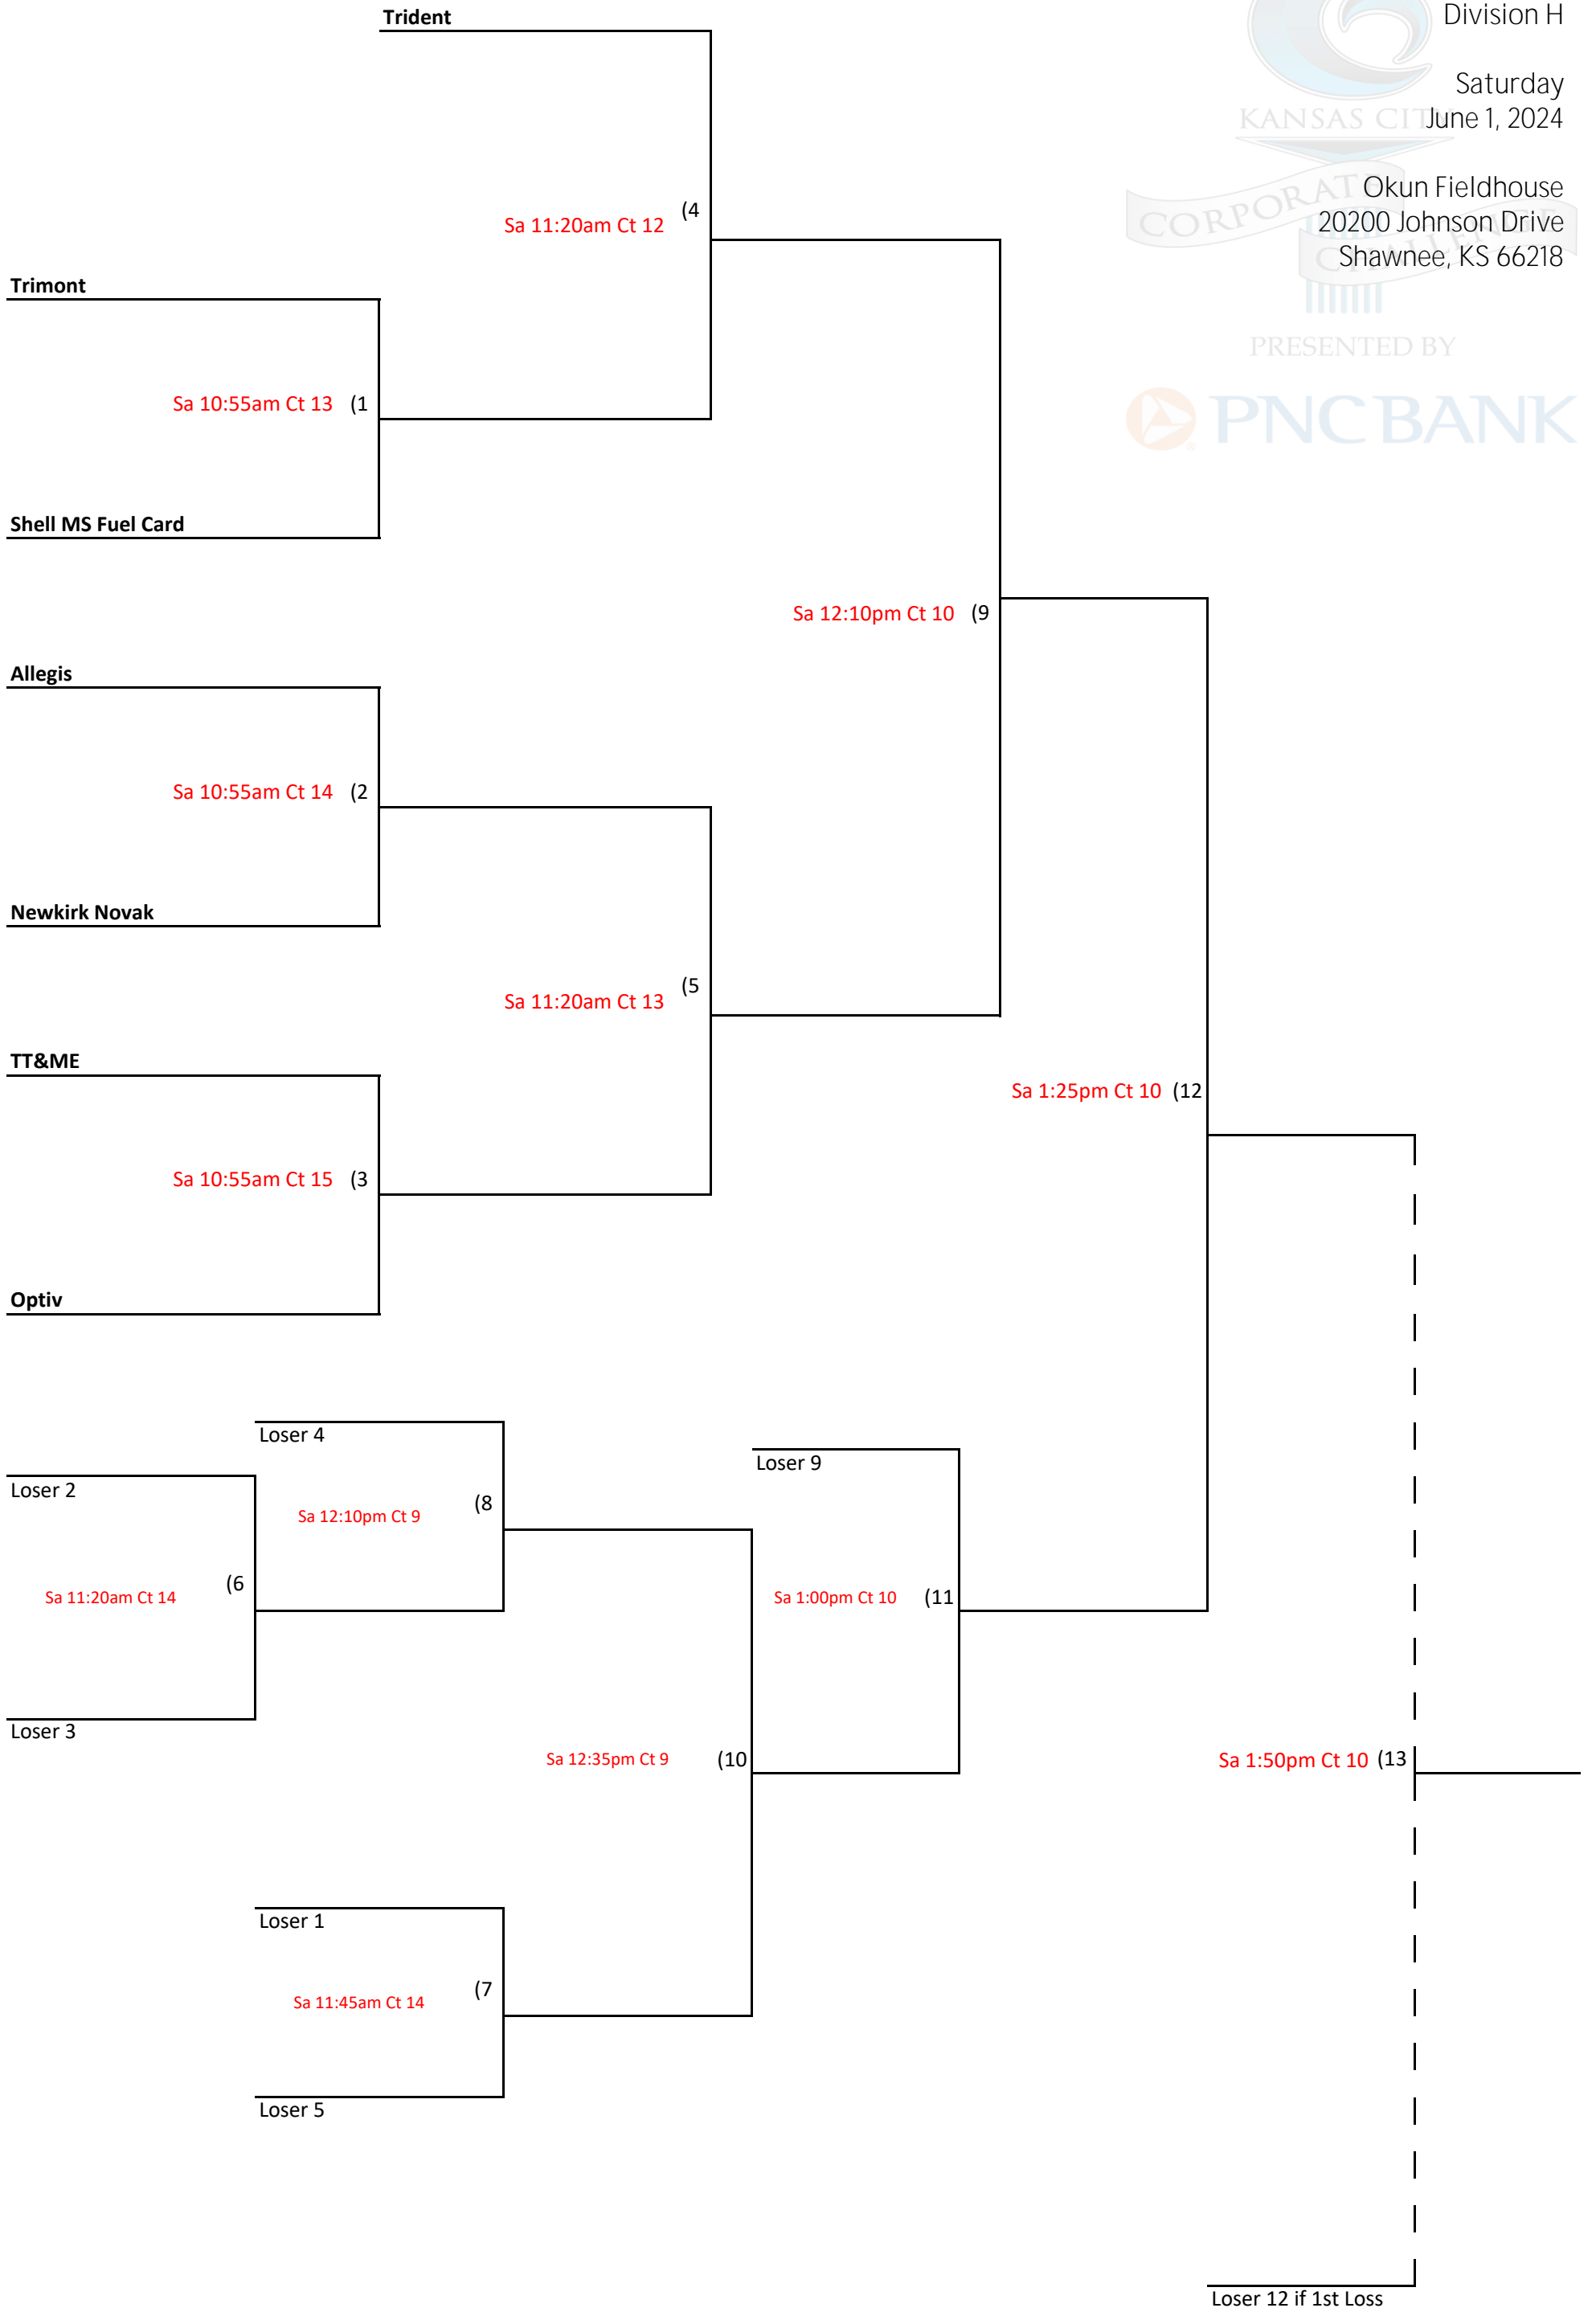 Trident
Division H
Saturday
June 1, 2024
KANSAS CITY
Okun Fieldhouse
20200 Johnson Drive
Shawnee, KS 66218
CORPORATE
CHALLENGE
PRESENTED BY
PNC BANK
Sa 11:20am Ct 12 (4
Trimont
Sa 10:55am Ct 13 (1
Shell MS Fuel Card
Sa 12:10pm Ct 10 (9
Allegis
Sa 10:55am Ct 14 (2
Newkirk Novak
Sa 11:20am Ct 13 (5
TT&ME
Sa 1:25pm Ct 10 (12
Sa 10:55am Ct 15 (3
Optiv
Loser 4
Loser 9
Loser 2
Sa 12:10pm Ct 9 (8
Sa 11:20am Ct 14 (6
Sa 1:00pm Ct 10 (11
Loser 3
Sa 12:35pm Ct 9 (10
Sa 1:50pm Ct 10 (13
Loser 1
Sa 11:45am Ct 14 (7
Loser 5
Loser 12 if 1st Loss